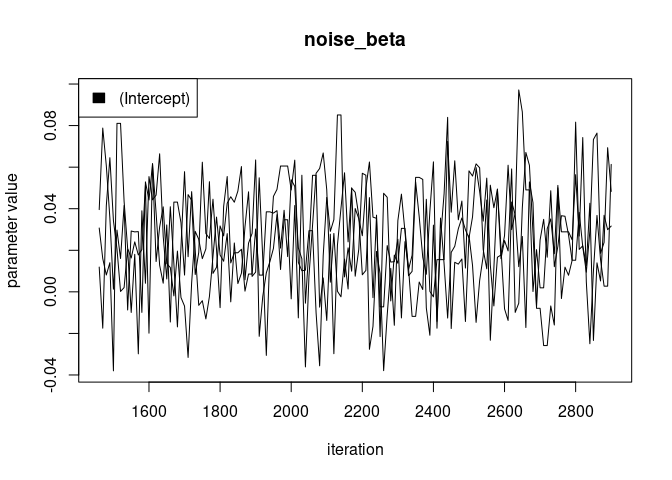 noise_beta
(Intercept)
parameter value
-0.04 0.00 0.04 0.08
1600 1800 2000 2200 2400 2600 2800
iteration